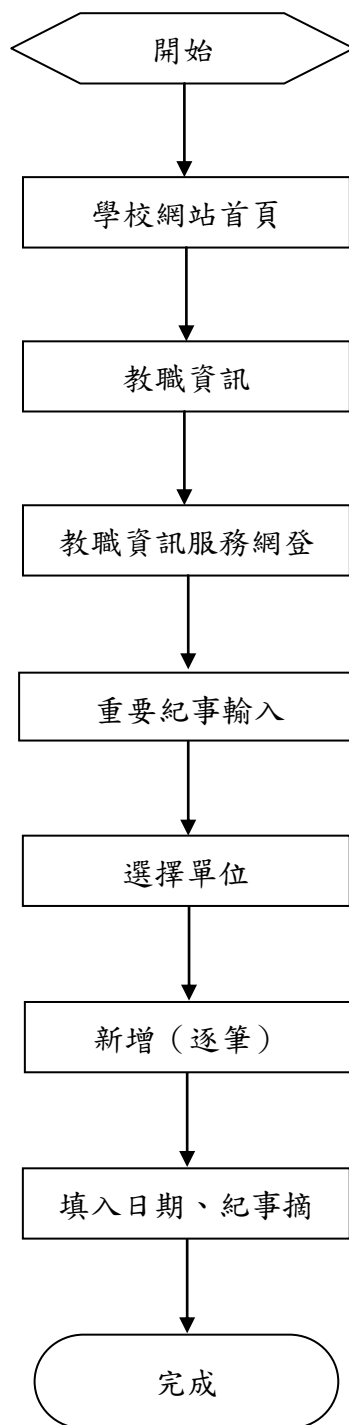 開始
學校網站首頁
教職資訊
教職資訊服務網登
重要紀事輸入
選擇單位
新增（逐筆）
填入日期、紀事摘
完成